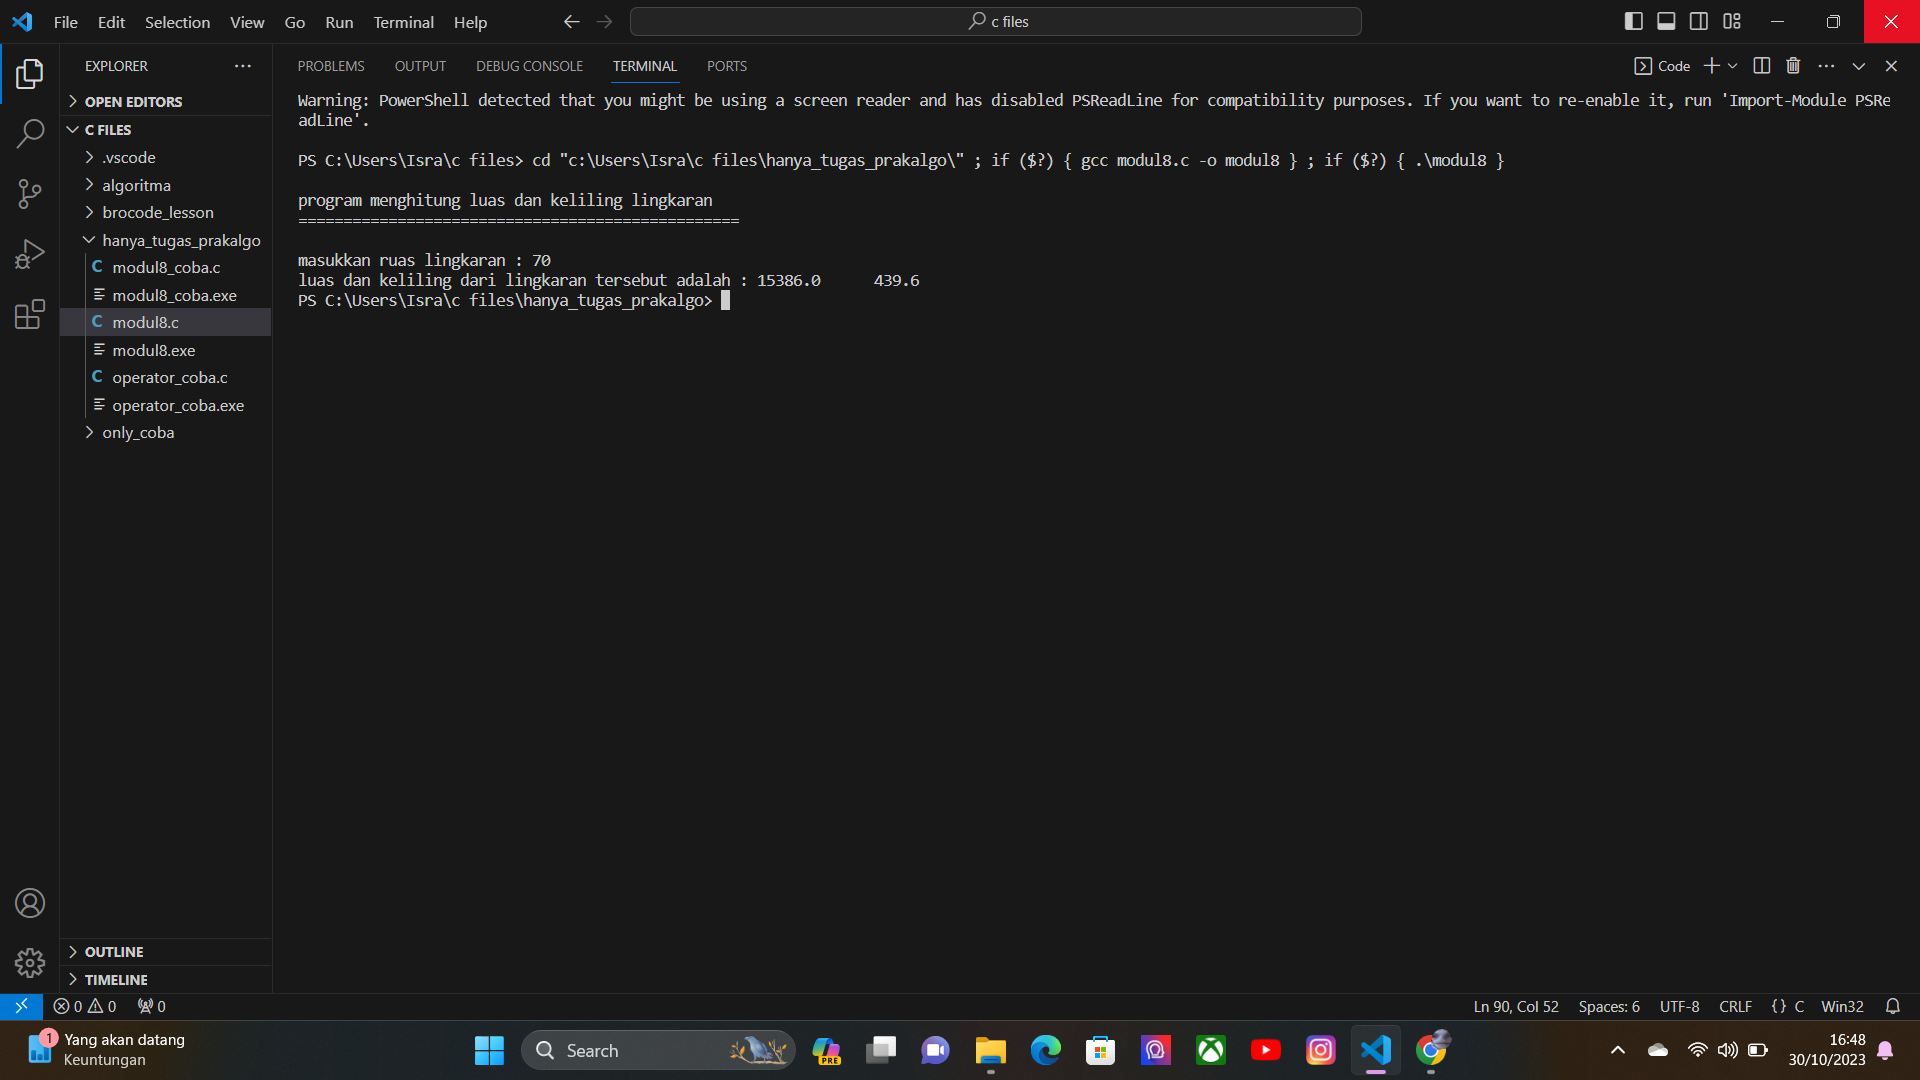 File Edit Selection View Go Run Terminal Help
c files
EXPLORER
OPEN EDITORS
C FILES
.vscode
algoritma
brocode_lesson
hanya_tugas_prakalgo
C modul8_coba.c
modul8_coba.exe
C modul8.c
modul8.exe
C operator_coba.c
operator_coba.exe
only_coba
OUTLINE
TIMELINE
PROBLEMS OUTPUT DEBUG CONSOLE TERMINAL PORTS
Code
Warning: PowerShell detected that you might be using a screen reader and has disabled PSReadLine for compatibility purposes. If you want to re-enable it, run 'Import-Module PSRe
adLine'.
PS C:\Users\Isra\c files> cd "c:\Users\Isra\c files\hanya_tugas_prakalgo\" ; if ($?) { gcc modul8.c -o modul8 } ; if ($?) { .\modul8 }
program menghitung luas dan keliling lingkaran
=================================================
masukkan ruas lingkaran : 70
luas dan keliling dari lingkaran tersebut adalah : 15386.0 439.6
PS C:\Users\Isra\c files\hanya_tugas_prakalgo>
0 0 0
Ln 90, Col 52 Spaces: 6 UTF-8 CRLF {} C Win32
1
Yang akan datang
Keuntungan
Search
PRE
16:48
30/10/2023